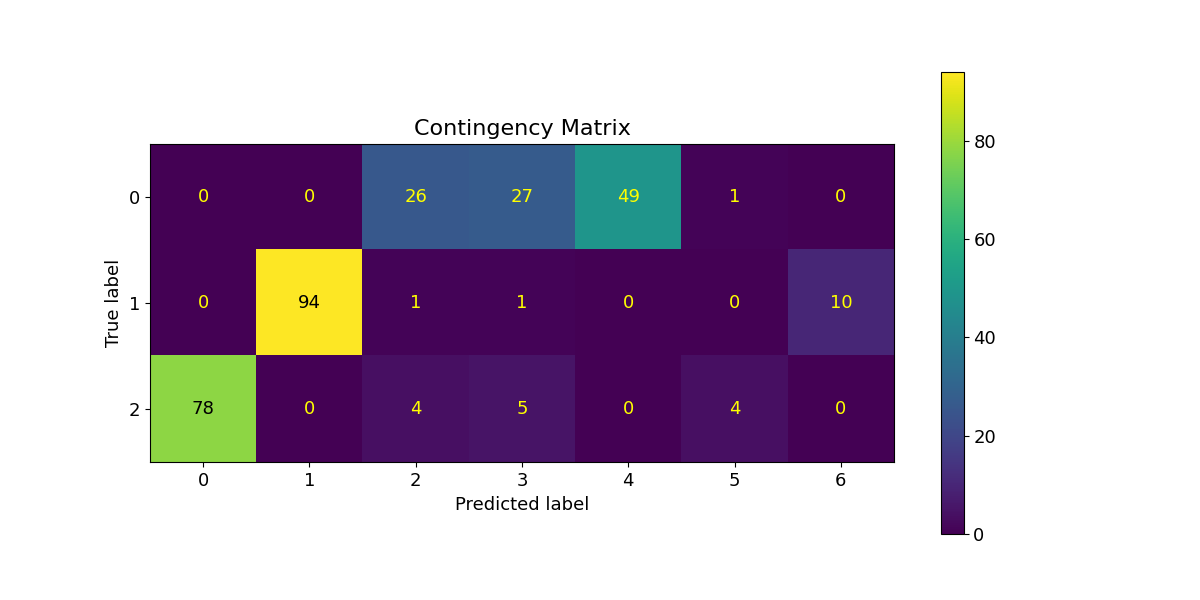 Contingency Matrix
0 0 0 26 27 49 1 0
1 0 94 1 1 0 0 10
2 78 0 4 5 0 4 0
0 1 2 3 4 5 6
Predicted label
True label
80
60
40
20
0